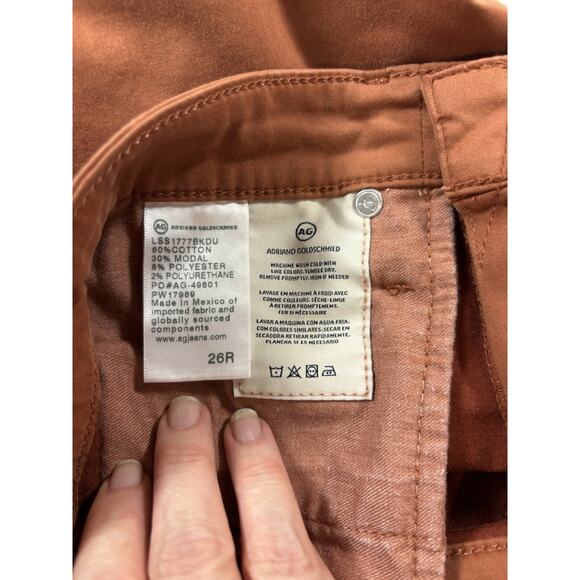 AG ADRIANO GOLDSCHMIED
LSS1777BKDU
60%COTTON
30% MODAL
8% POLYESTER
2% POLYURETHANE
PO#AG-49801
PW17989
Made in Mexico of
imported fabric and
globally sourced
components
www.agjeans.com
26R
AG
ADRIANO GOLDSCHMIED
MACHINE WASH COLD WITH
LIKE COLORS. TUMBLE DRY.
REMOVE PROMPTLY. IRON IF NEEDED
LAVAGE EN MACHINE À FROID AVEC
COMME COULEURS. SÈCHE-LINGE
A RETIRER PROMPTEMENT.
FER SI NÉCESSAIRE
LAVAR A MAQUINA CON AGUA FRIA.
CON COLORES SIMILARES. SECAR EN
SECADORA RETIRAR RAPIDAMENTE.
PLANCHA SI ES NECESARIO